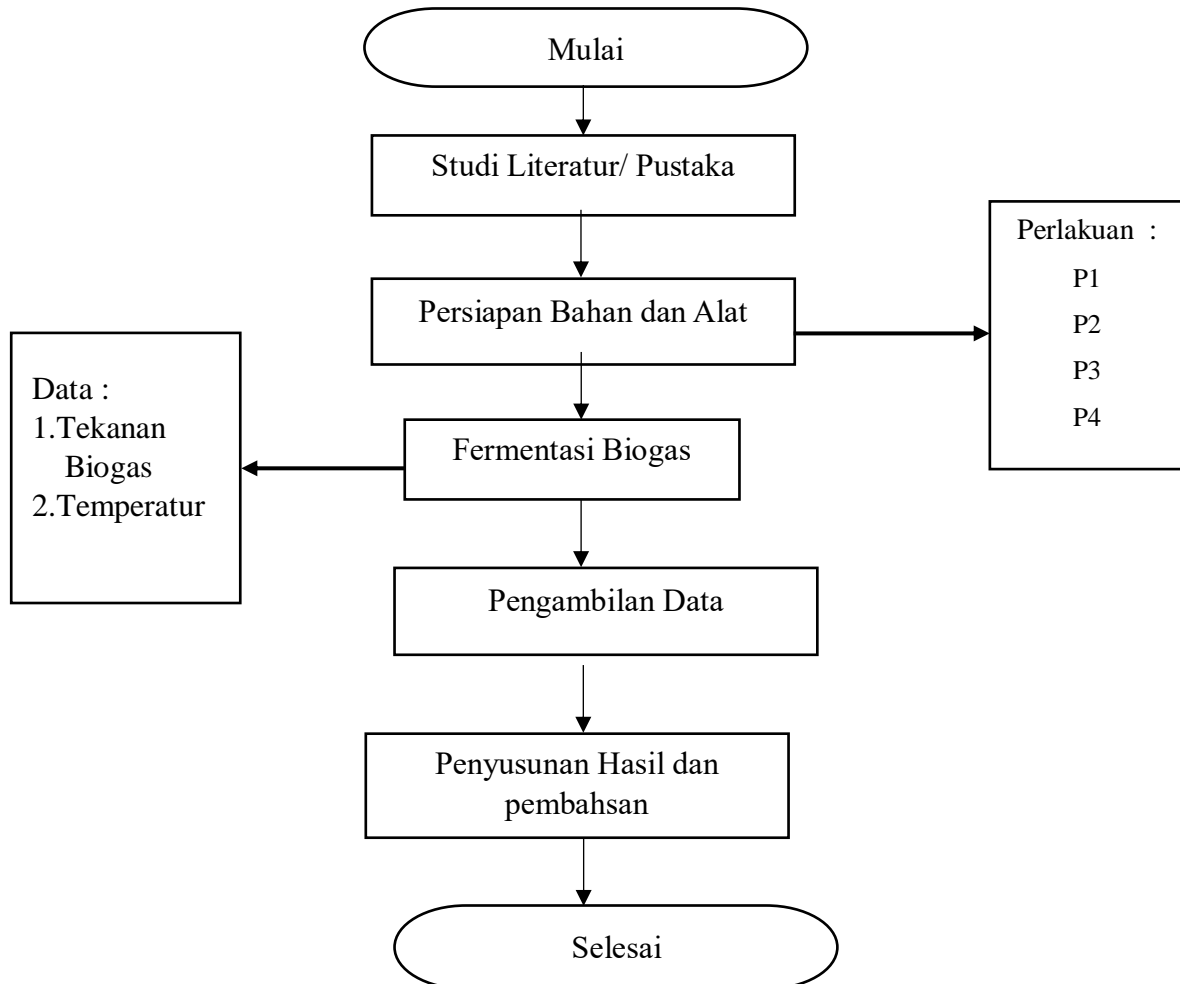 Mulai
Studi Literatur/ Pustaka
Persiapan Bahan dan Alat
Perlakuan :
P1
P2
P3
P4
Fermentasi Biogas
Data :
1.Tekanan
Biogas
2.Temperatur
Pengambilan Data
Penyusunan Hasil dan
pembahsan
Selesai